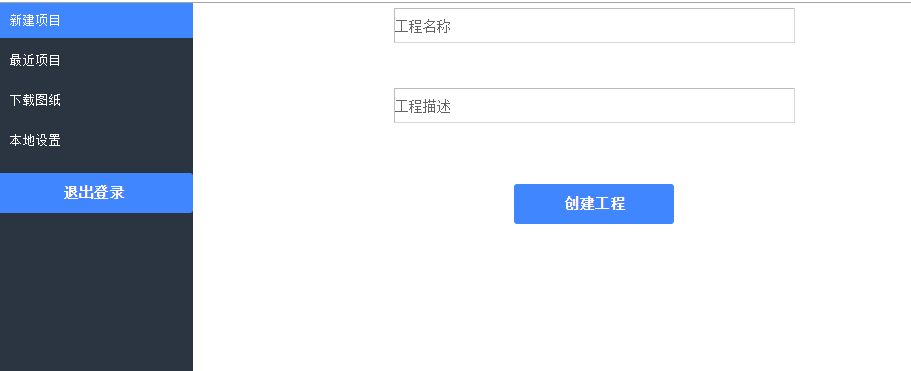 新建项目
最近项目
下载图纸
本地设置
退出登录
工程名称
工程描述
创建工程